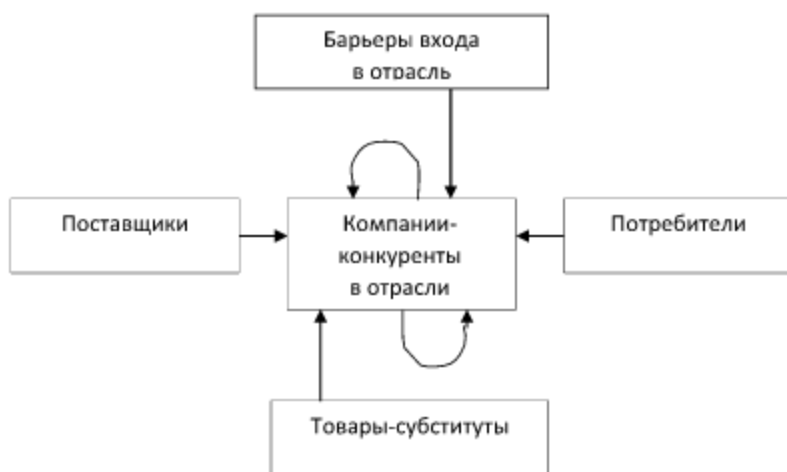 Барьеры входа
в отрасль
Поставщики
Компании-
конкуренты
в отрасли
Потребители
Товары-субституты